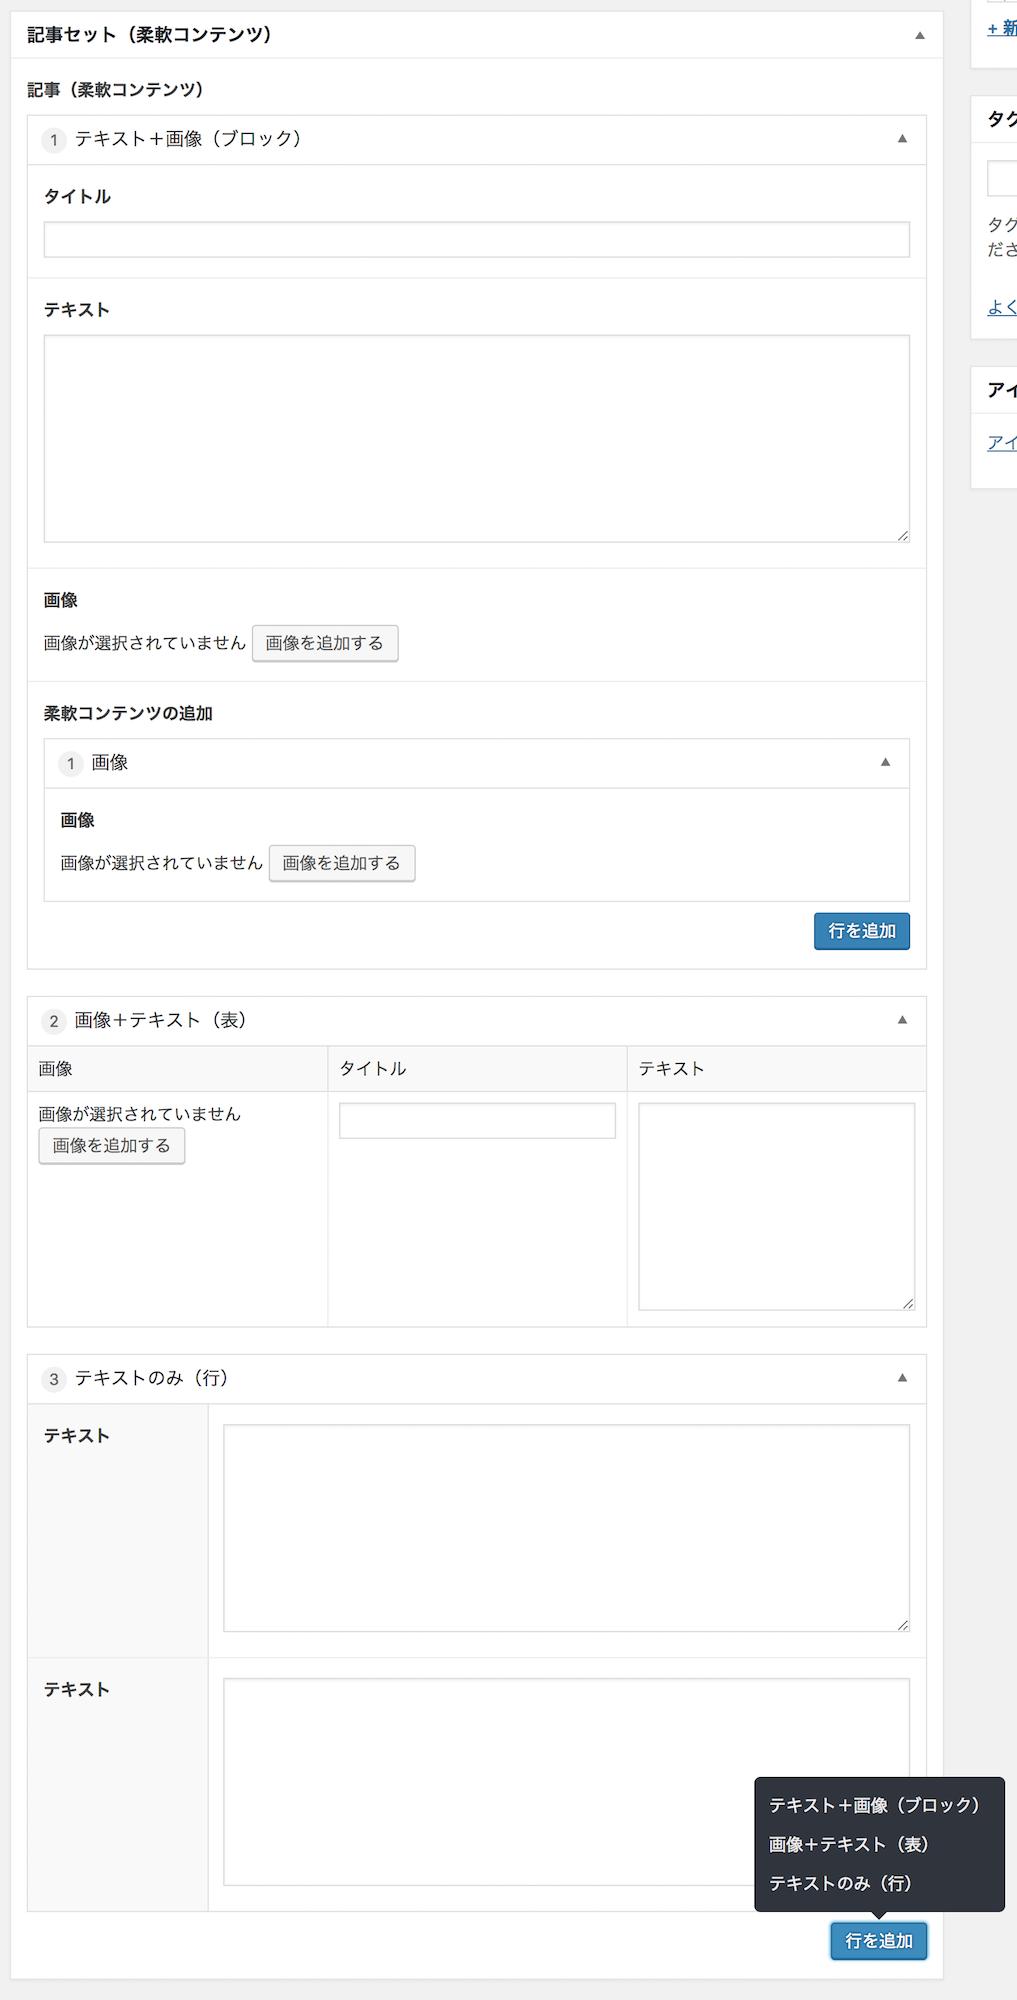 記事セット（柔軟コンテンツ）
記事（柔軟コンテンツ）
1 テキスト＋画像（ブロック）
タイトル
テキスト
画像
画像が選択されていません 画像を追加する
柔軟コンテンツの追加
1 画像
画像
画像が選択されていません 画像を追加する
行を追加
2 画像＋テキスト（表）
画像 タイトル テキスト
画像が選択されていません
画像を追加する
3 テキストのみ（行）
テキスト
テキスト
テキスト＋画像（ブロック）
画像＋テキスト（表）
テキストのみ（行）
行を追加
+ 新
タグ
タグ
ださ
よく
アイ
アイ